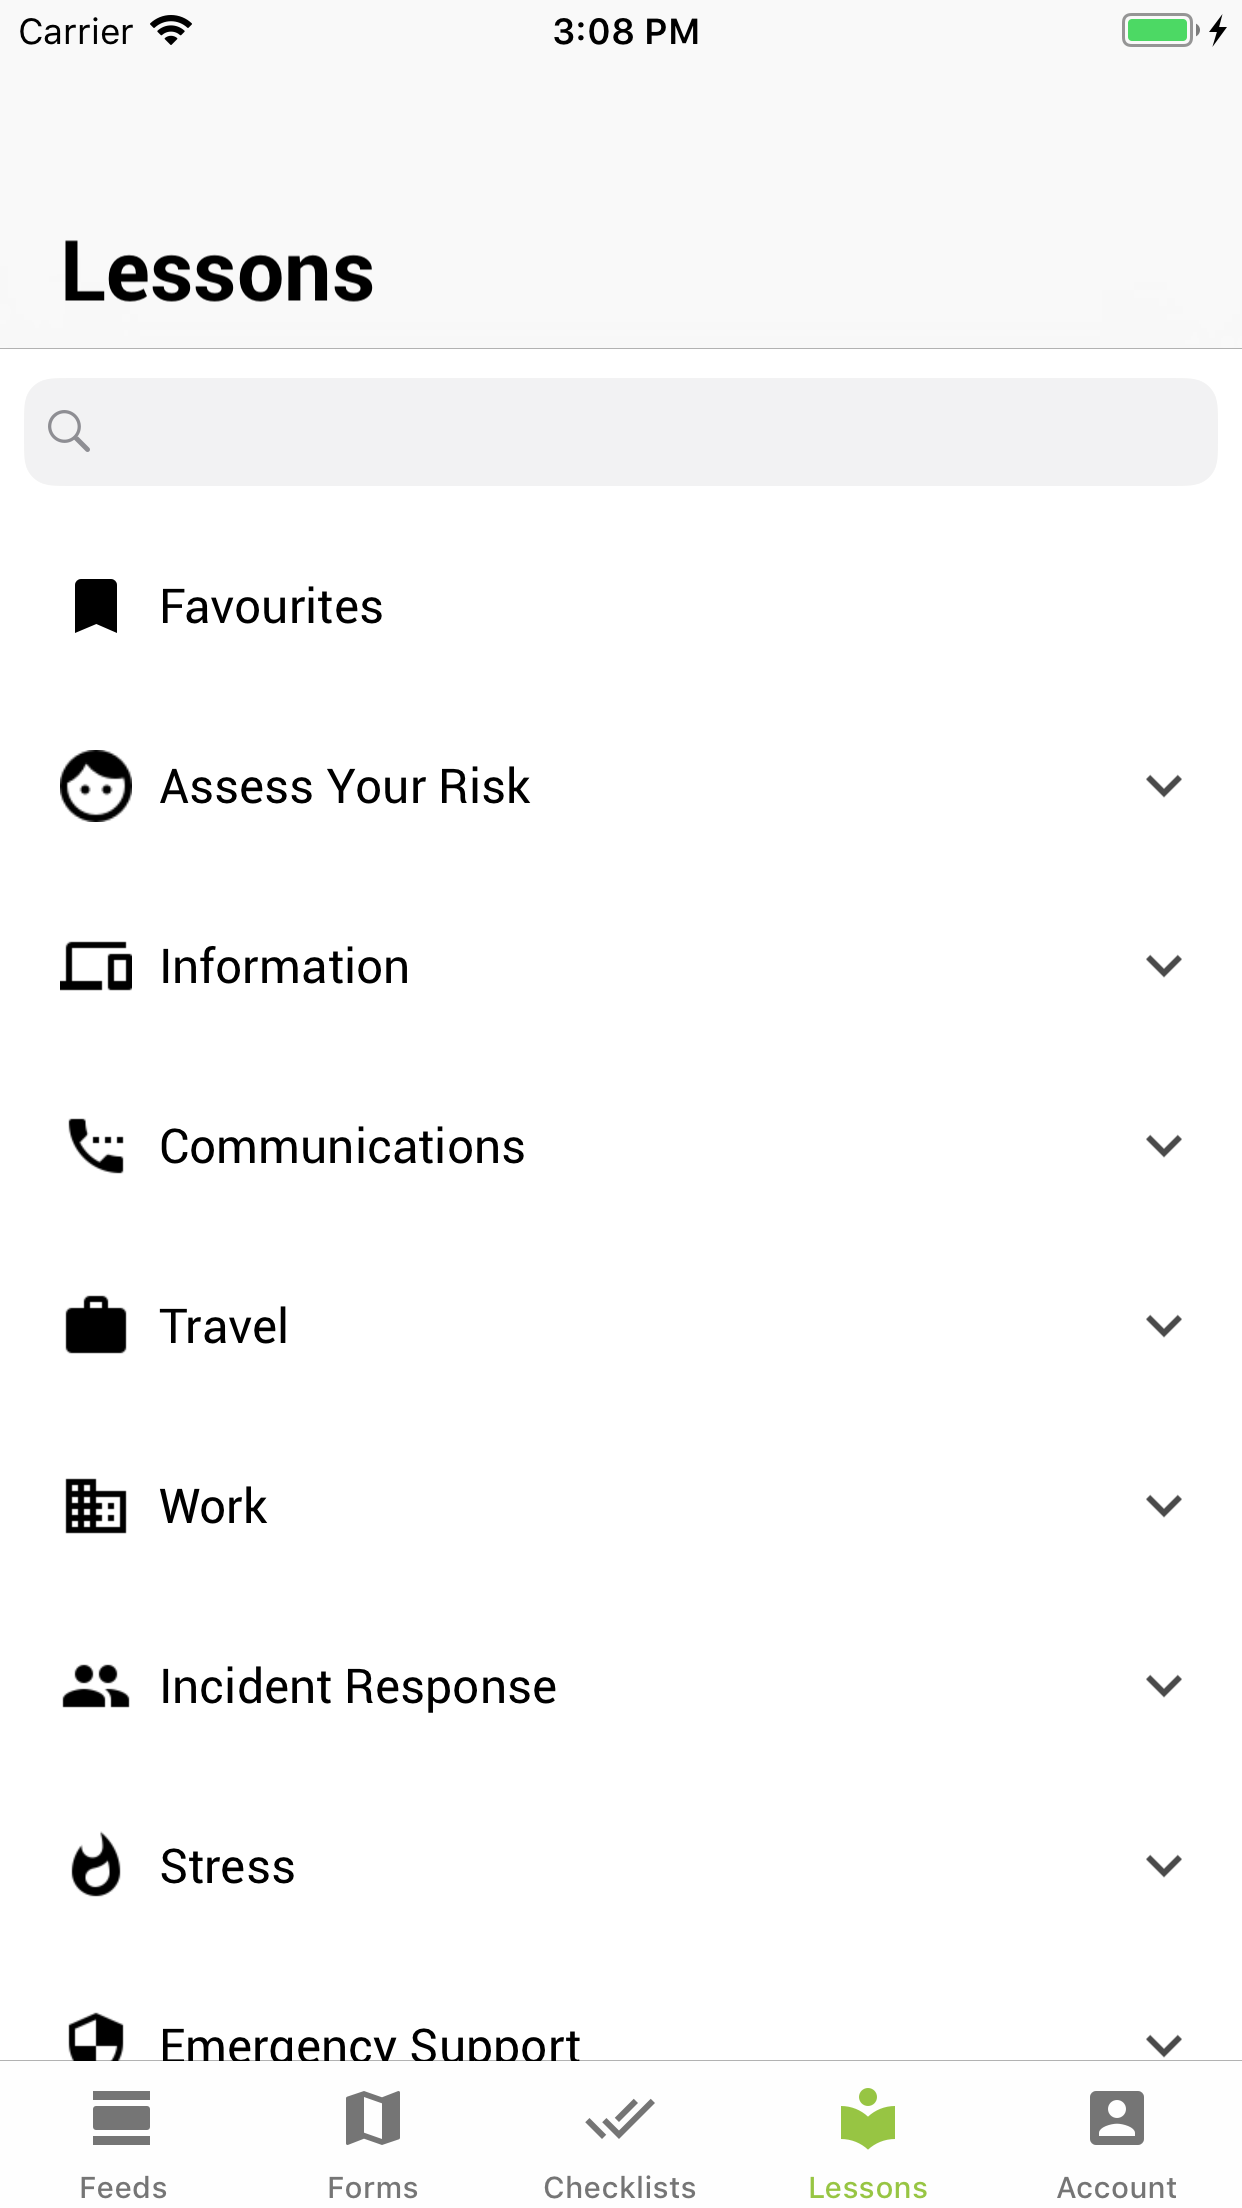 Carrier 3:08 PM
Lessons
Favourites
Assess Your Risk
Information
Communications
Travel
Work
Incident Response
Stress
Emergency Support
Feeds Forms Checklists Lessons Account